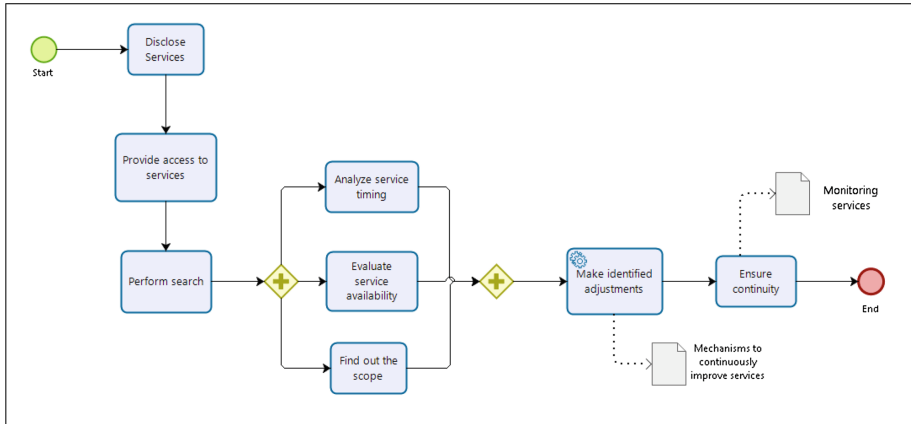 Start
Disclose
Services
Provide access to
services
Perform search
Analyze service
timing
Evaluate
service
availability
Find out the
scope
Make identified
adjustments
Mechanisms to
continuously
improve services
Ensure
continuity
Monitoring
services
End